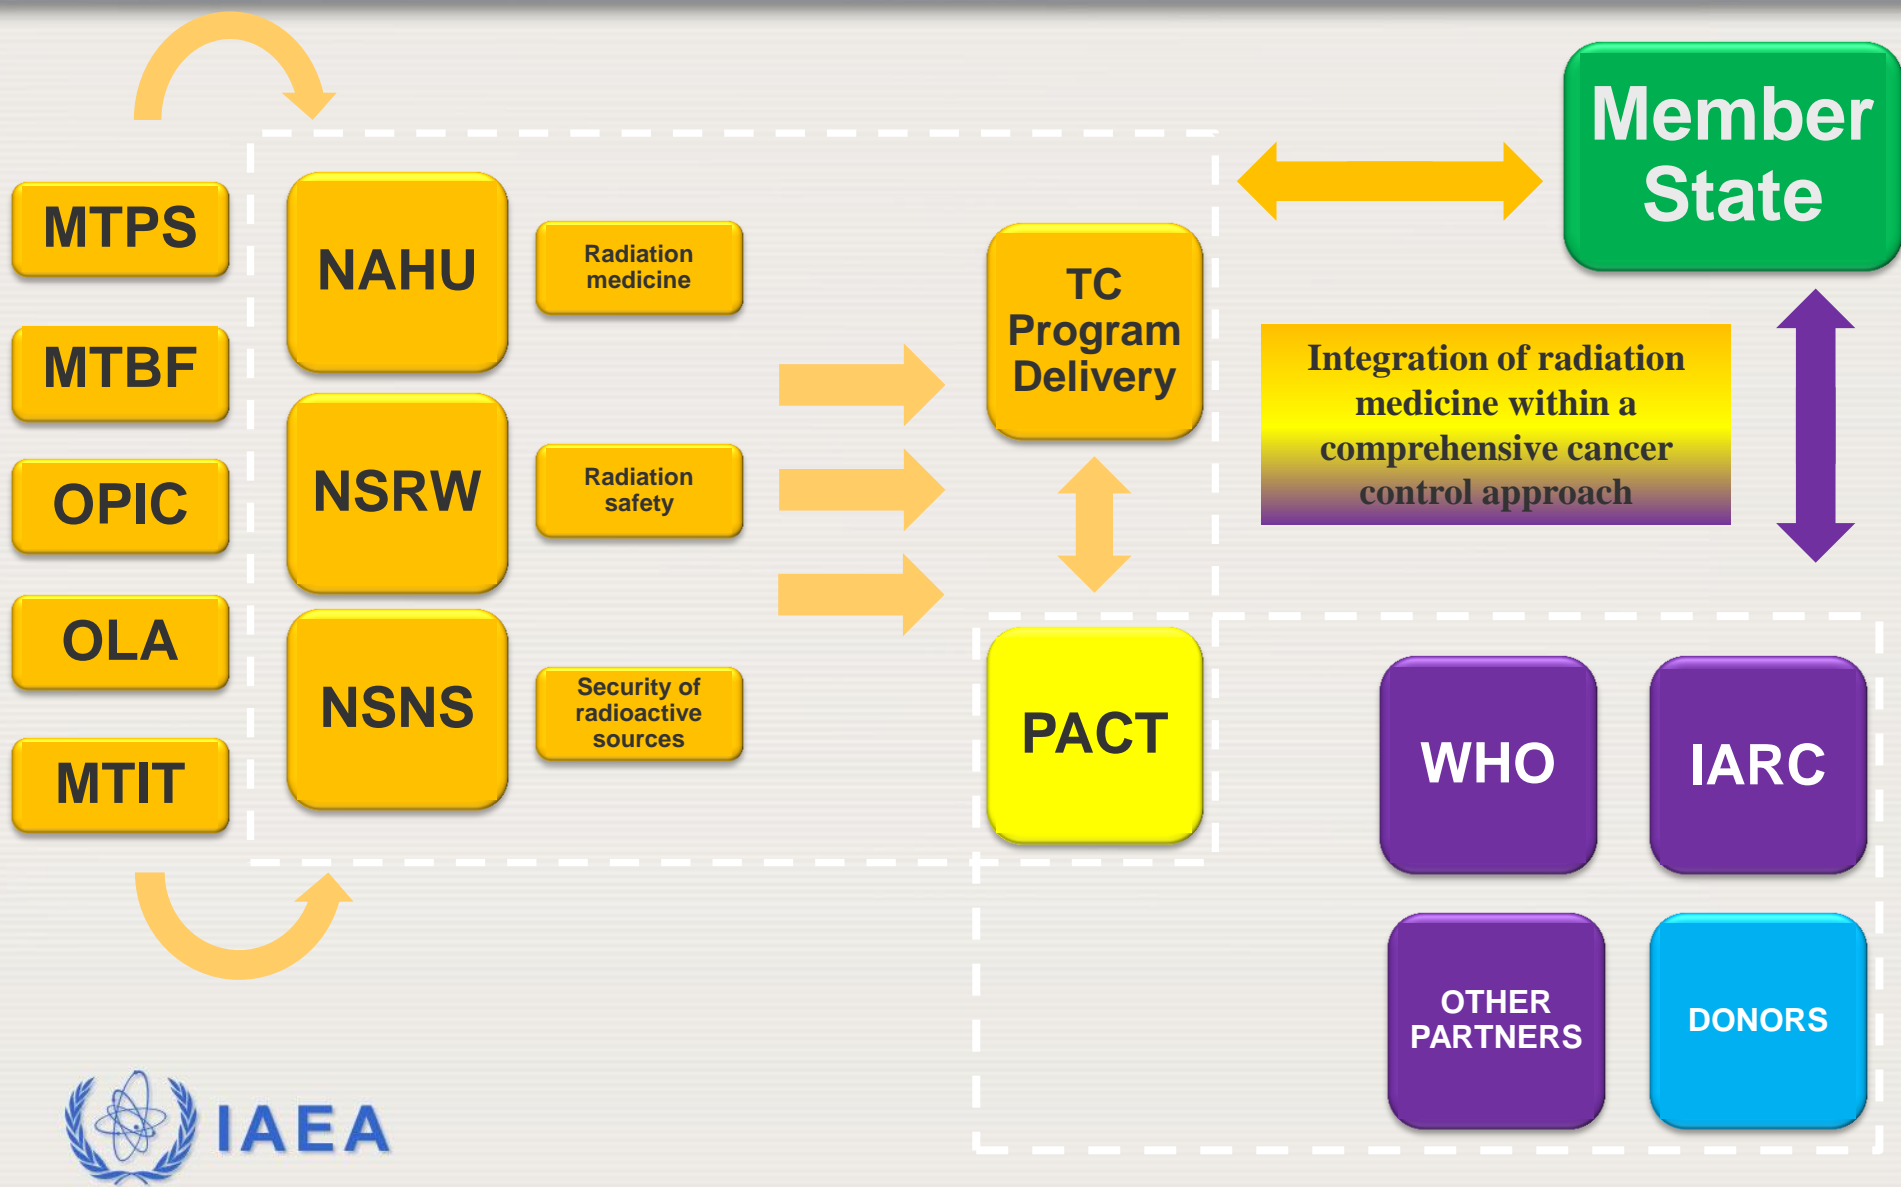 Member
State
MTPS
MTBF
OPIC
OLA
MTIT
NAHU
NSRW
NSNS
Radiation
medicine
Radiation
safety
Security of
radioactive
sources
TC
Program
Delivery
PACT
Integration of radiation
medicine within a
comprehensive cancer
control approach
WHO
IARC
OTHER
PARTNERS
DONORS
IAEA